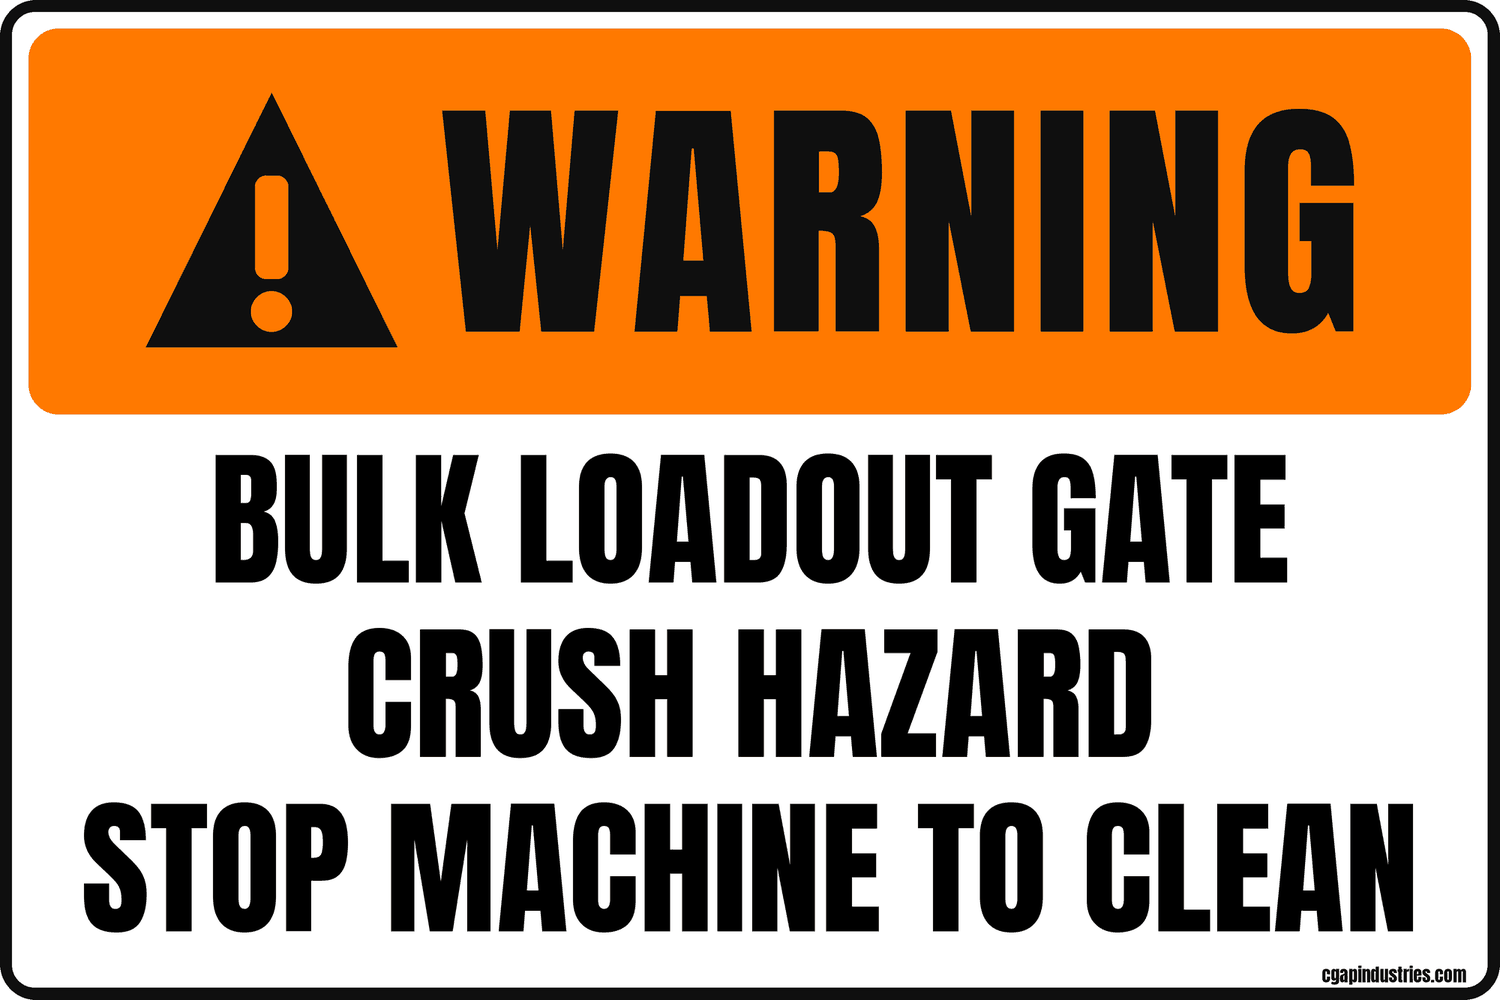 WARNING
BULK LOADOUT GATE
CRUSH HAZARD
STOP MACHINE TO CLEAN
cgapindustries.com